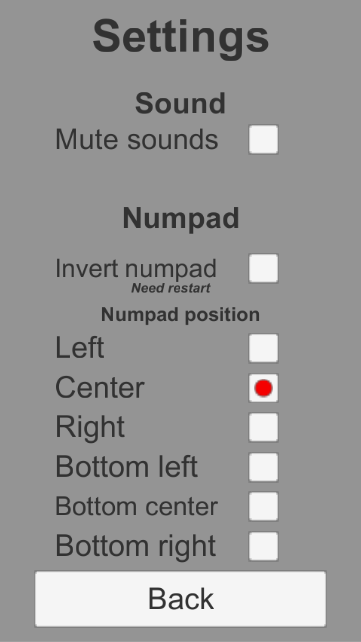 Settings
Sound
Mute sounds
Numpad
Invert numpad
Need restart
Numpad position
Left
Center
Right
Bottom left
Bottom center
Bottom right
Back